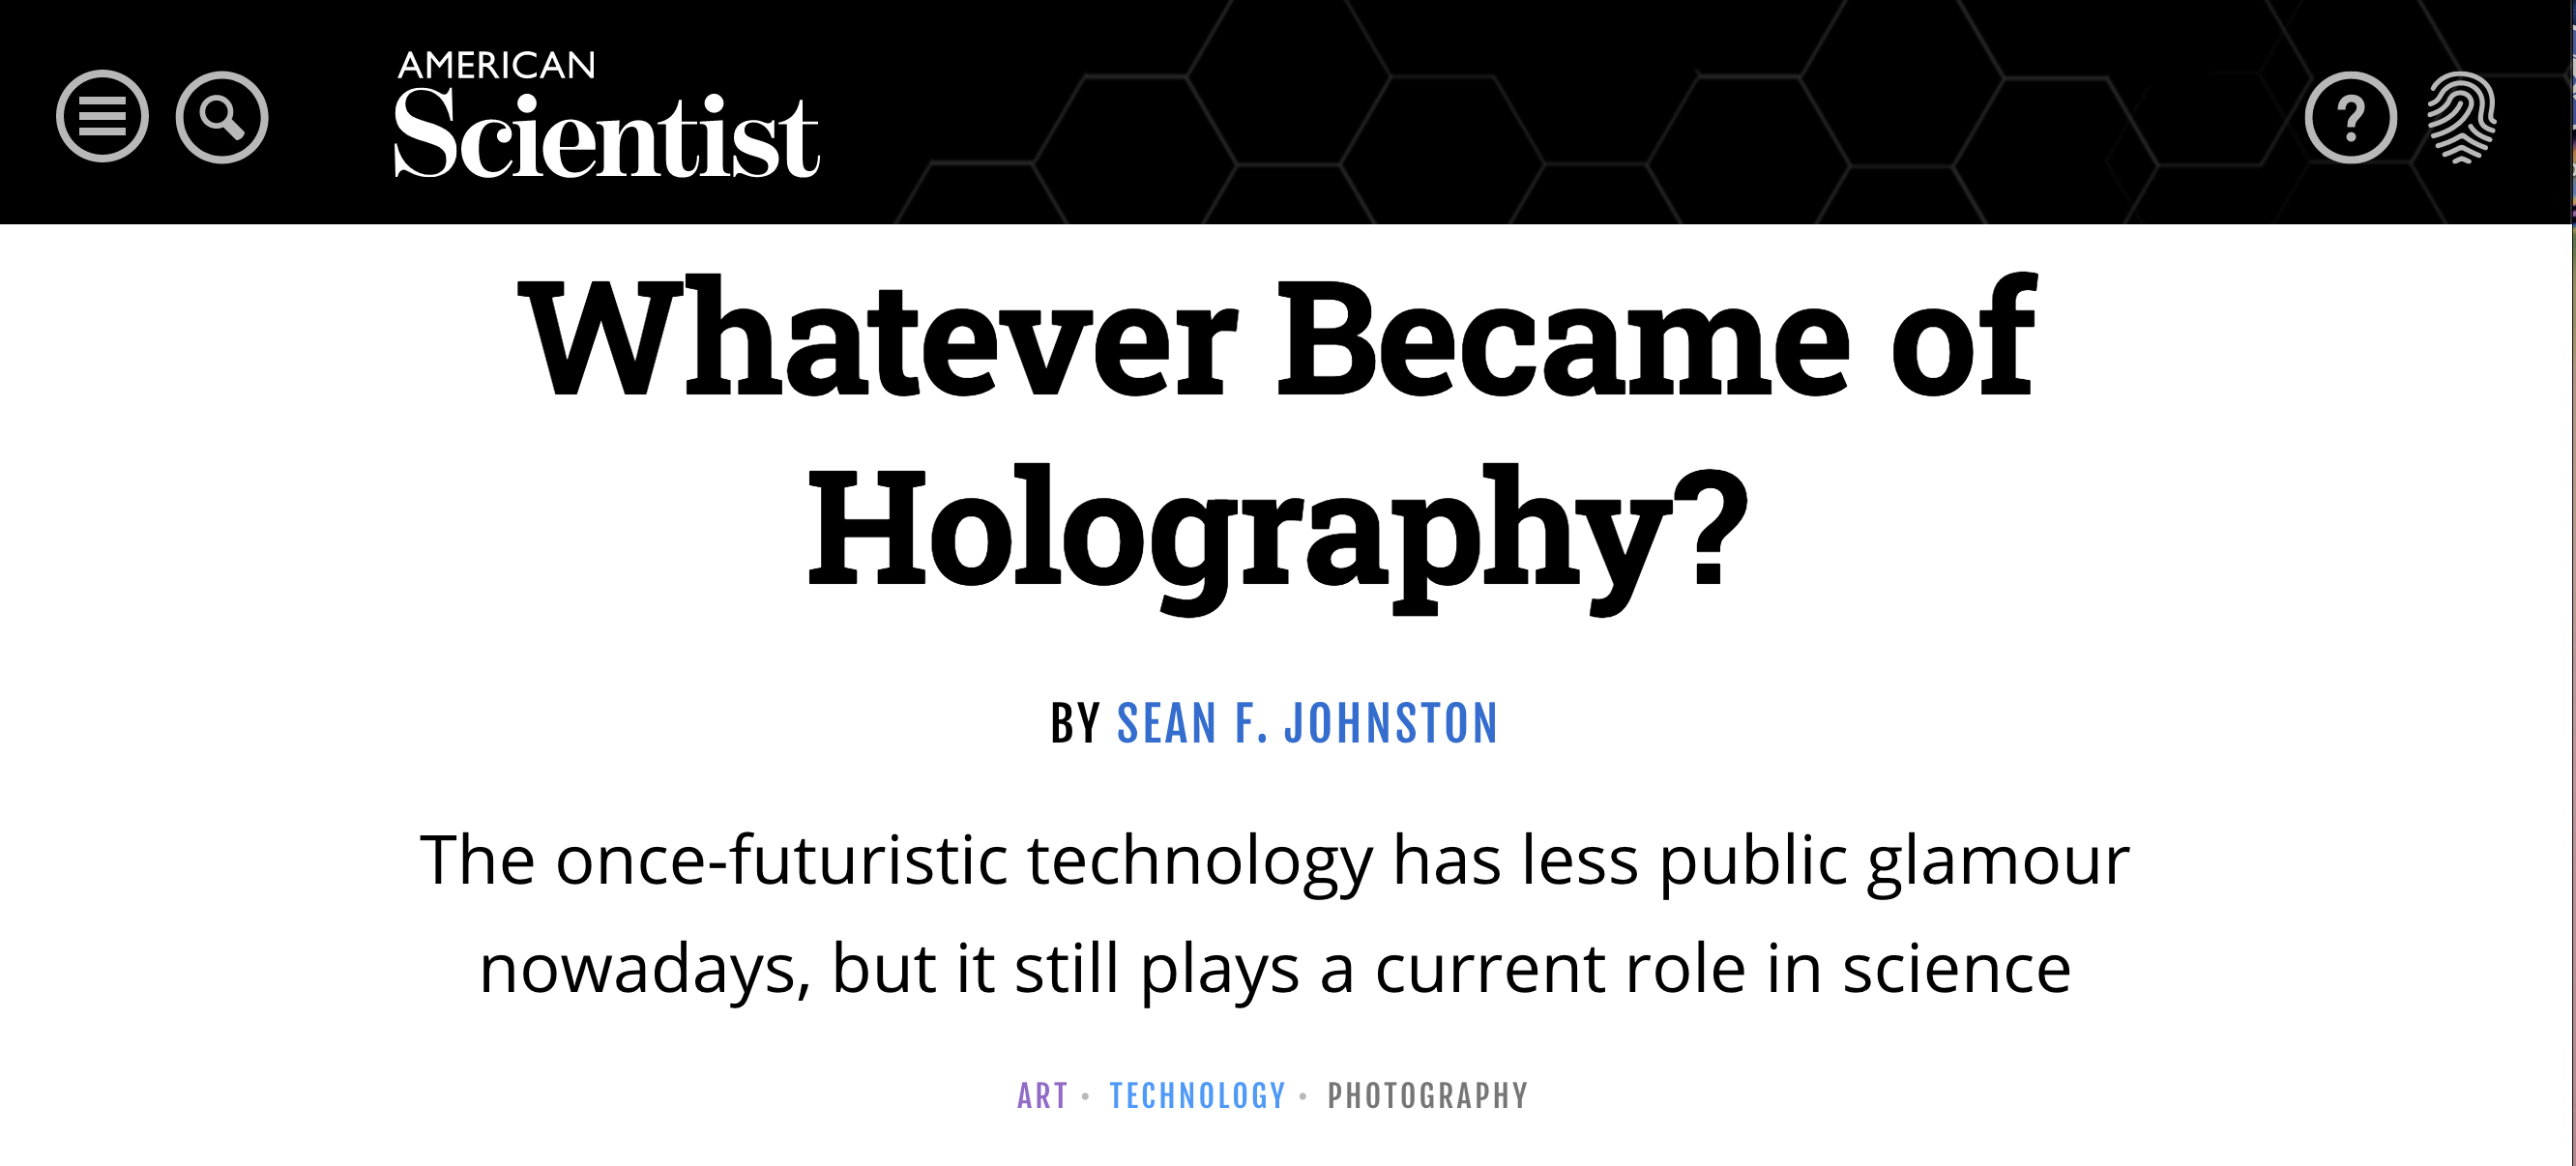 AMERICAN
Scientist
Whatever Became of
Holography?
BY SEAN F. JOHNSTON
The once-futuristic technology has less public glamour
nowadays, but it still plays a current role in science
ART • TECHNOLOGY • PHOTOGRAPHY